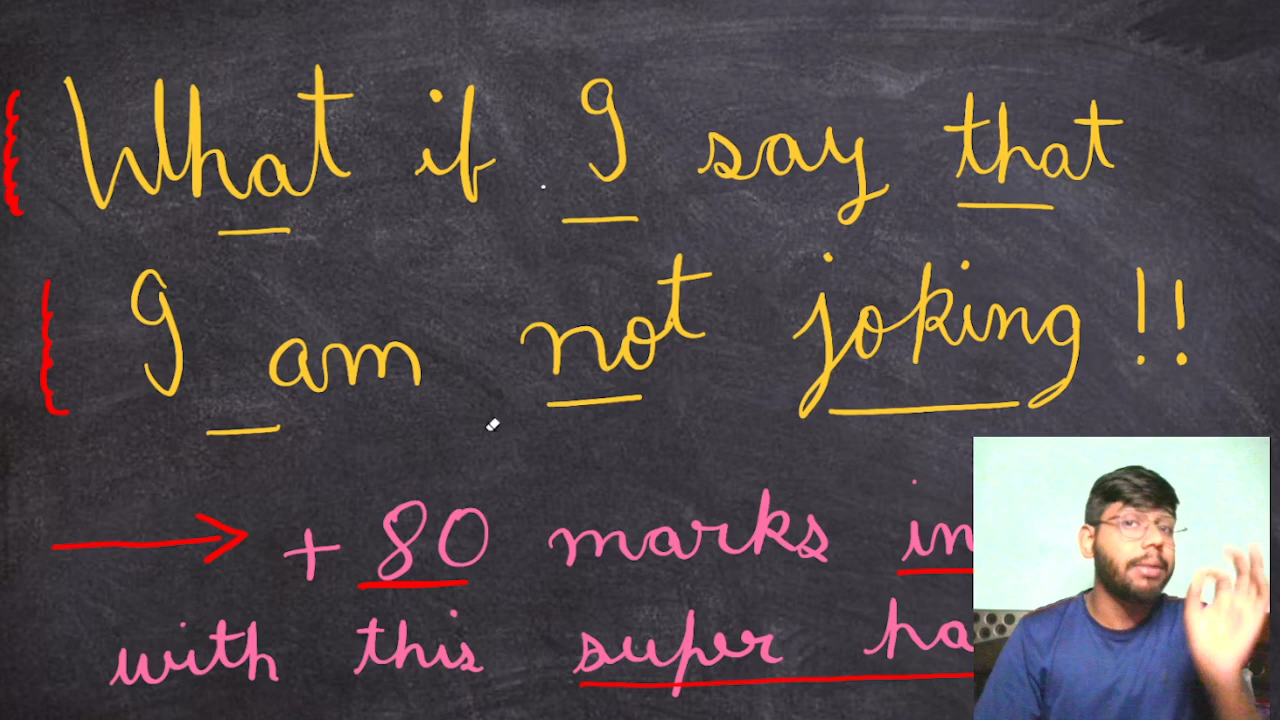 What if I say that
I am not joking!!
→ + 80 marks in
with this super ha